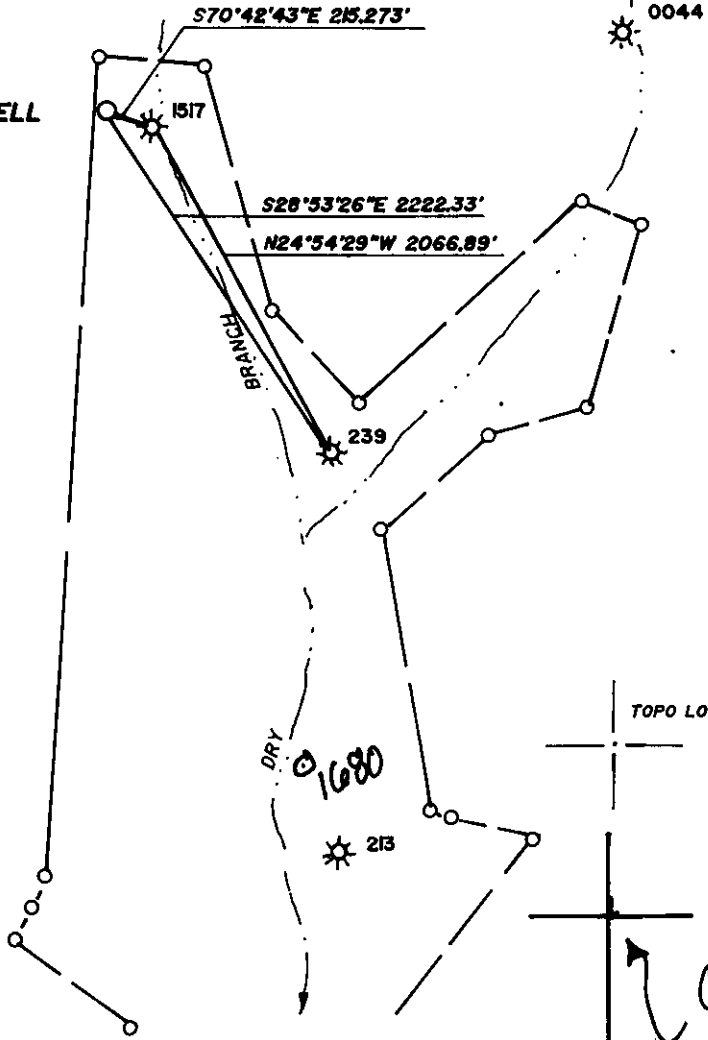 S70°42'43"E 215.273'
0044
ELL
1517
S28°53'26"E 2222.33'
N24°54'29"W 2066.89'
BRANCH
239
TOPO LO
DRY
1680
213